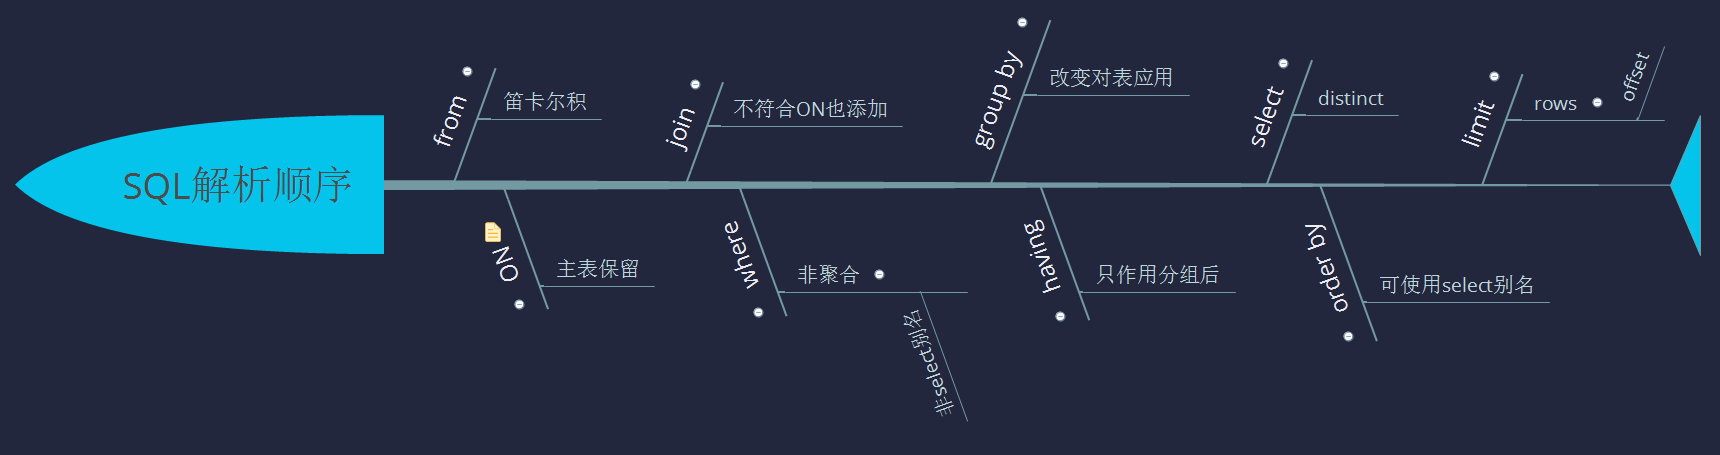 SQL解析顺序
from
笛卡尔积
ON
主表保留
join
不符合ON也添加
where
非聚合
非select别名
group by
改变对表应用
having
只作用分组后
select
distinct
order by
可使用select别名
limit
rows
offset